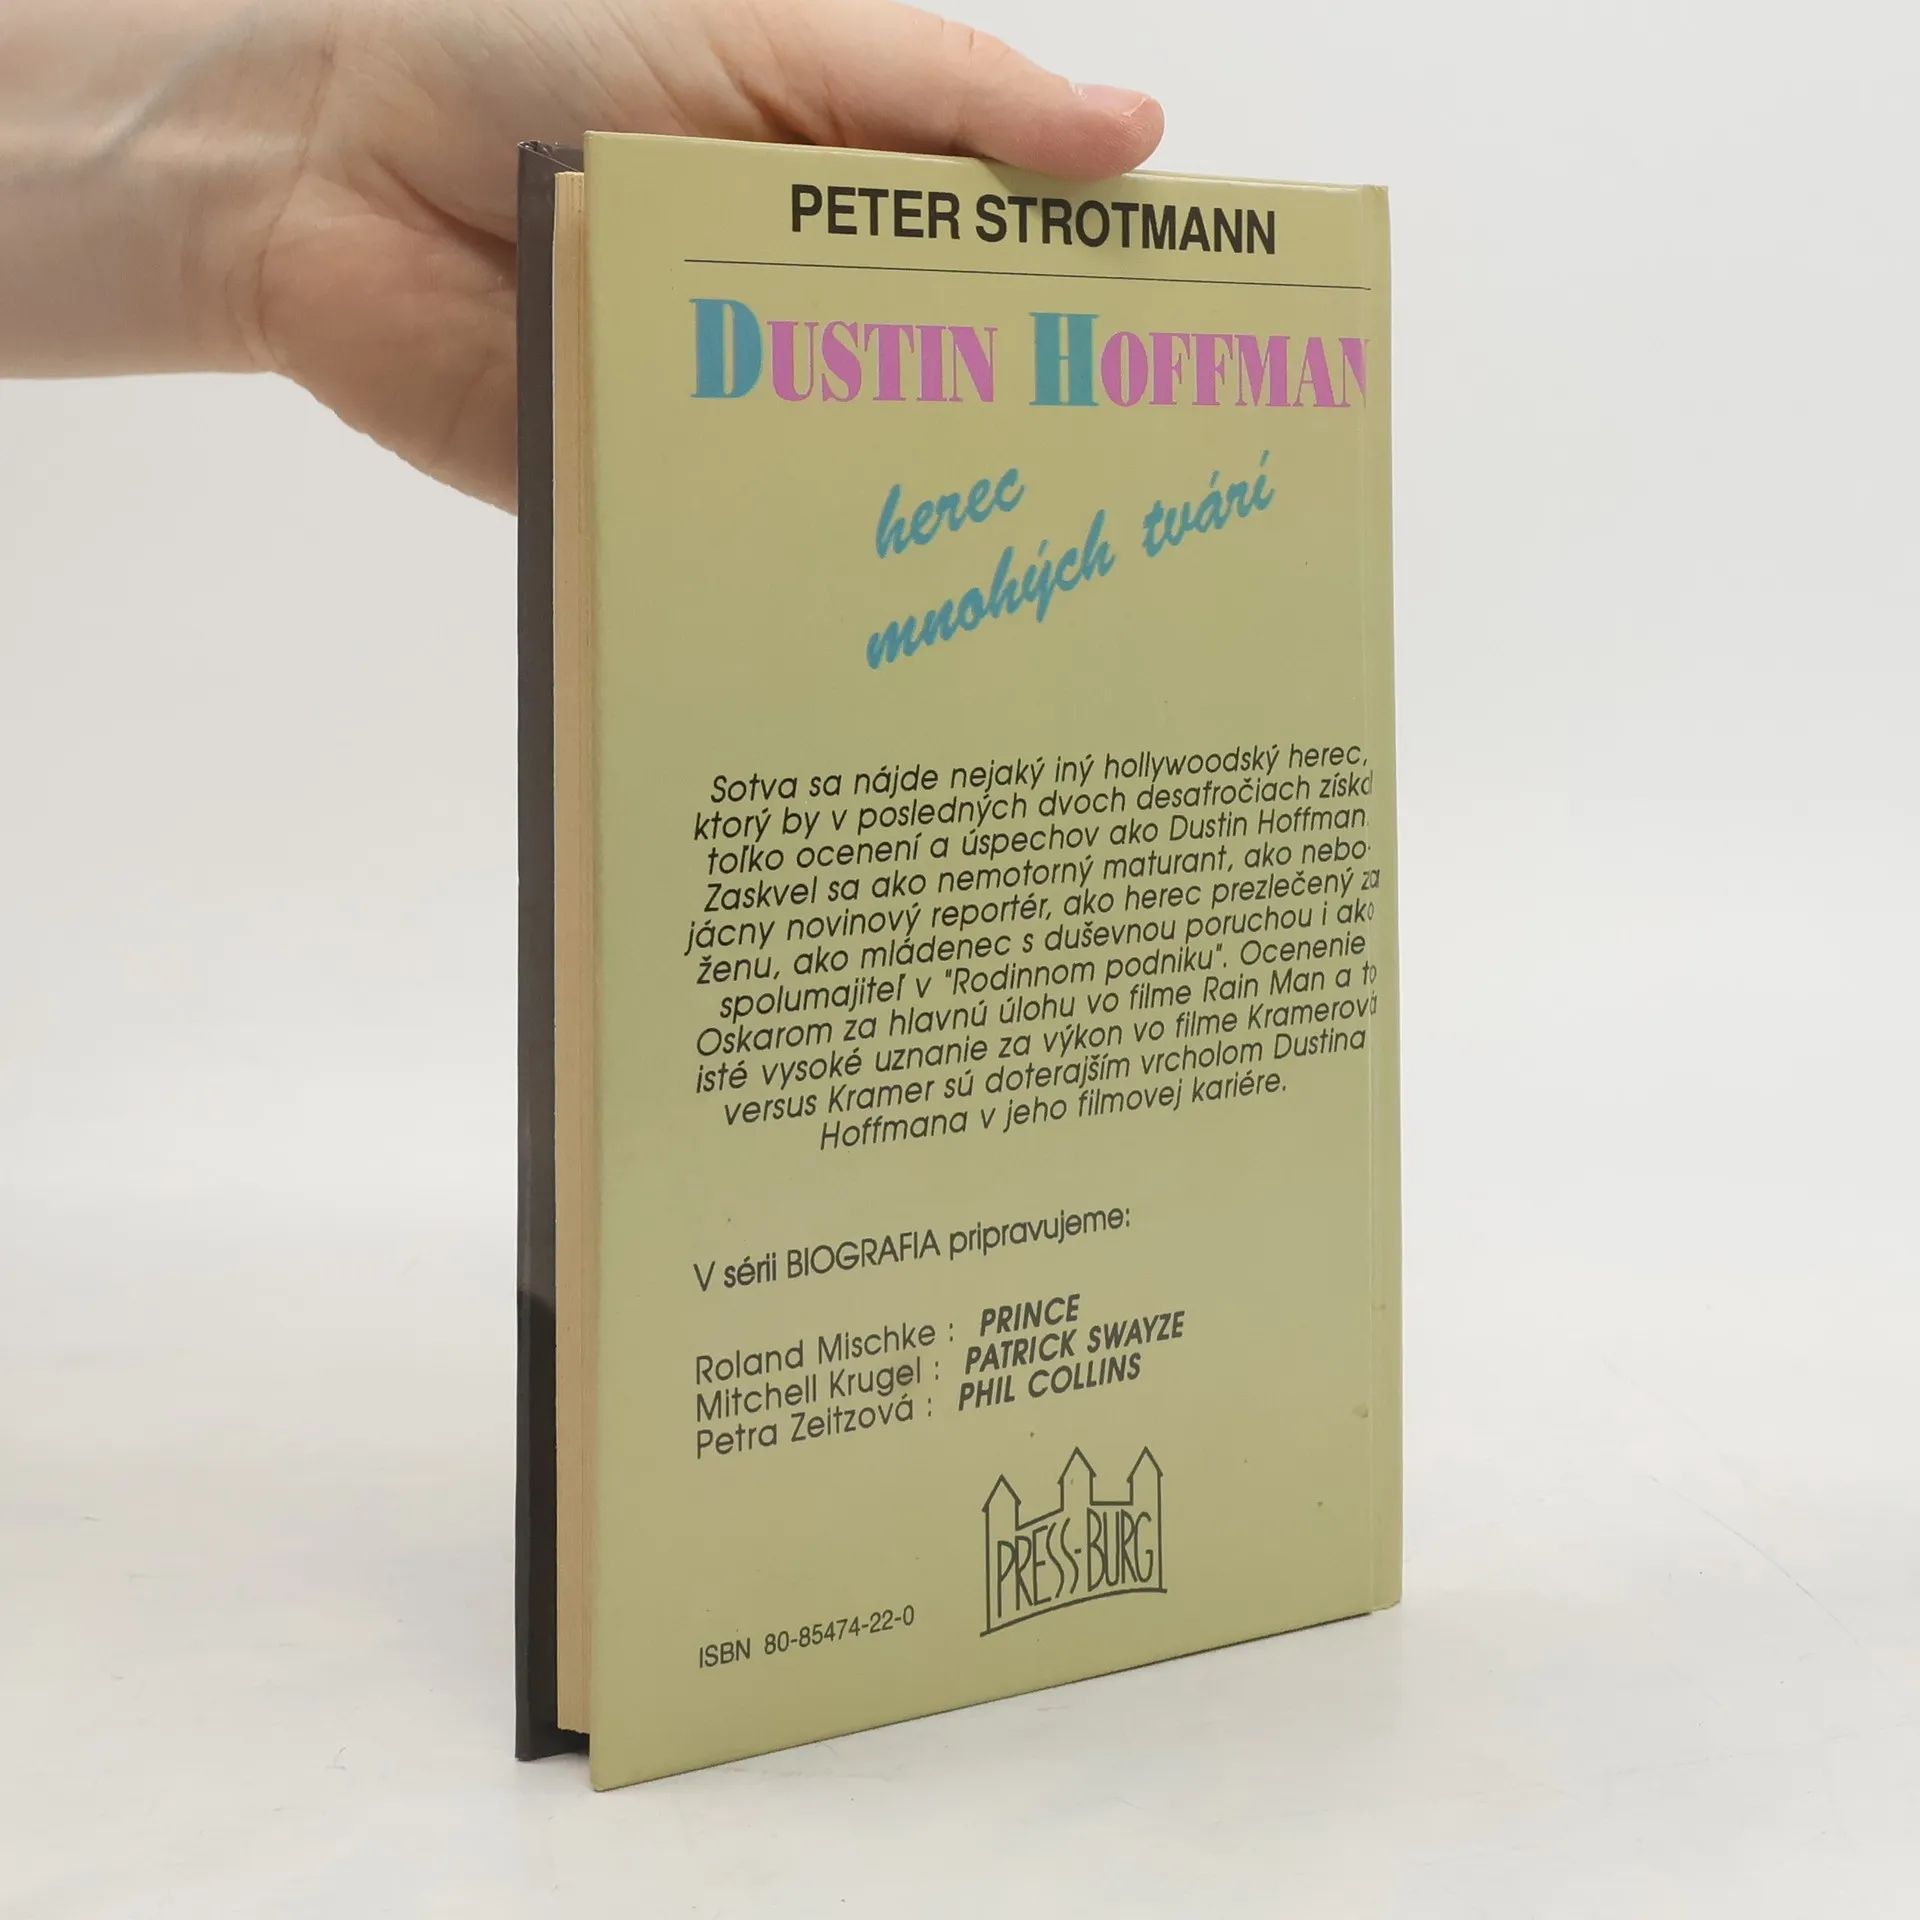 PETER STROTMANN
DUSTIN HOFFMAN
herec
mnohých tvárí
Sotva sa nájde nejaký iný hollywoodský herec,
ktorý by v posledných dvoch desaťročiach získal
toľko ocenení a úspechov ako Dustin Hoffman.
Zaskvel sa ako nemotorný maturant, ako nebo-
jácny novinový reportér, ako herec prezlečený za
ženu, ako mládenec s duševnou poruchou i ako
spolumajiteľ v "Rodinnom podniku". Ocenenie
Oskarom za hlavnú úlohu vo filme Rain Man a to
isté vysoké uznanie za výkon vo filme Kramerová
versus Kramer sú doterajším vrcholom Dustina
Hoffmana v jeho filmovej kariére.
V sérii BIOGRAFIA pripravujeme:
Roland Mischke : PRINCE
Mitchell Krugel : PATRICK SWAYZE
Petra Zeitzová : PHIL COLLINS
PRESS-BURG
ISBN 80-85474-22-0